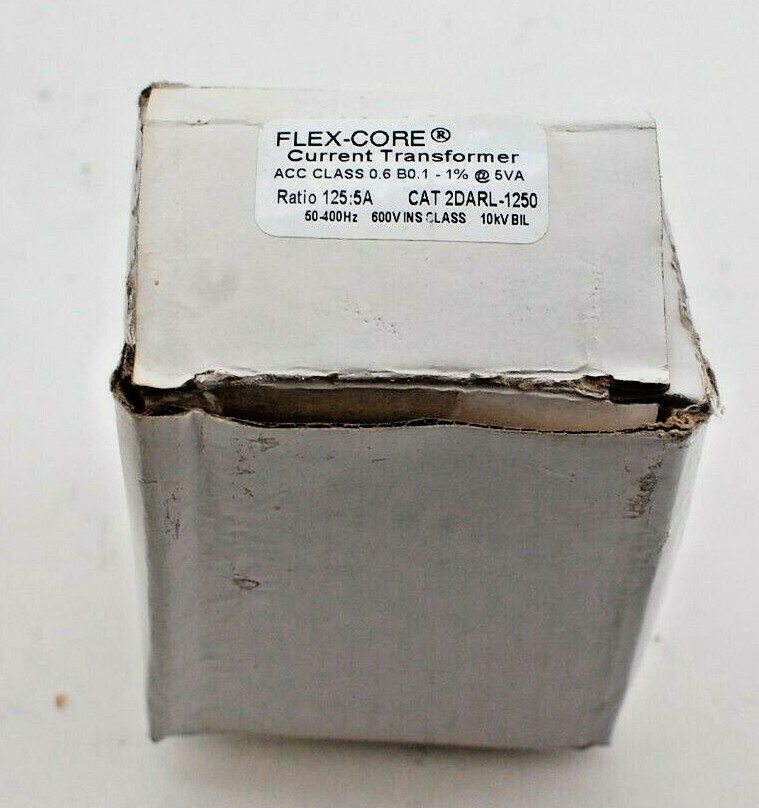 FLEX-CORE®
Current Transformer
ACC CLASS 0.6 B0.1 - 1% @ 5VA
Ratio 125:5A CAT 2DARL-1250
50-400Hz 600V INS CLASS 10kV BIL